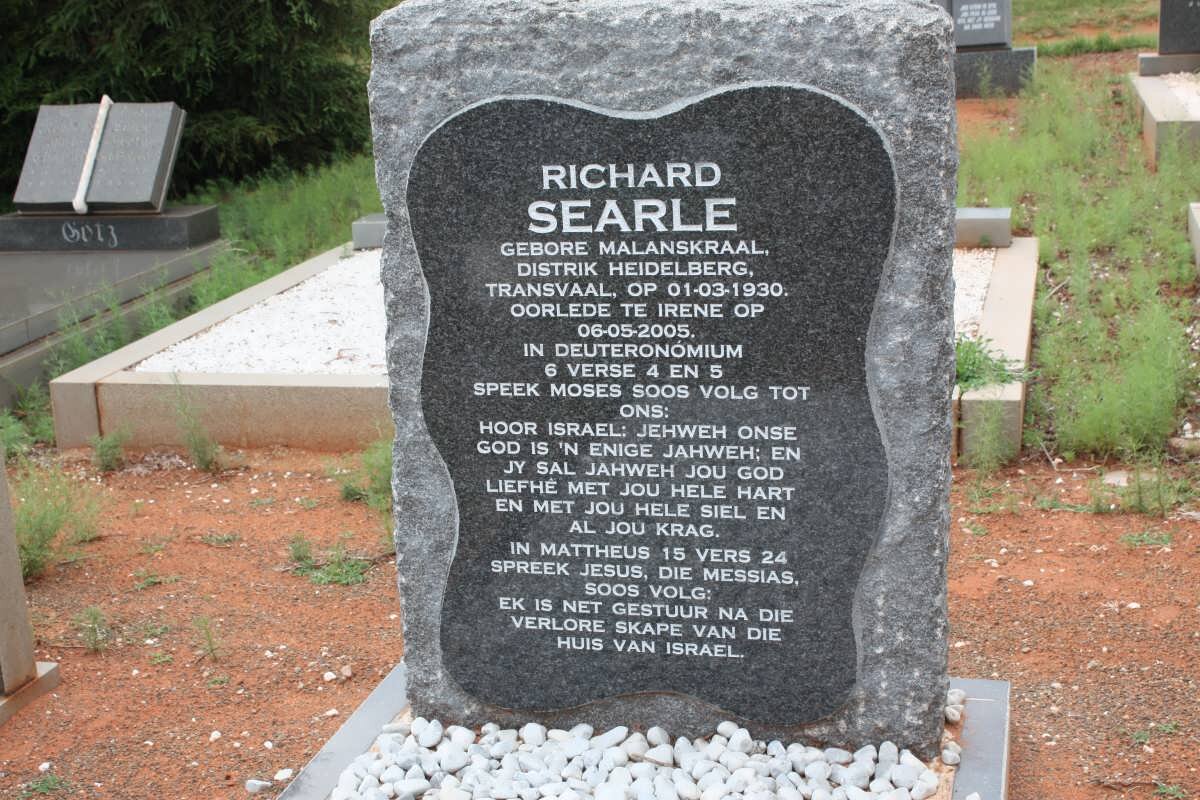 RICHARD
SEARLE
GEBORE MALANSKRAAL,
DISTRIK HEIDELBERG,
TRANSVAAL, OP 01-03-1930.
OORLEDE TE IRENE OP
06-05-2005.
IN DEUTERONÓMIUM
6 VERSE 4 EN 5
SPEEK MOSES SOOS VOLG TOT
ONS:
HOOR ISRAEL: JEHWEH ONSE
GOD IS 'N ENIGE JAHWEH; EN
JY SAL JAHWEH JOU GOD
LIEFHÉ MET JOU HELE HART
EN MET JOU HELE SIEL EN
AL JOU KRAG.
IN MATTHEUS 15 VERS 24
SPREEK JESUS, DIE MESSIAS,
SOOS VOLG:
EK IS NET GESTUUR NA DIE
VERLORE SKAPE VAN DIE
HUIS VAN ISRAEL.
Götz